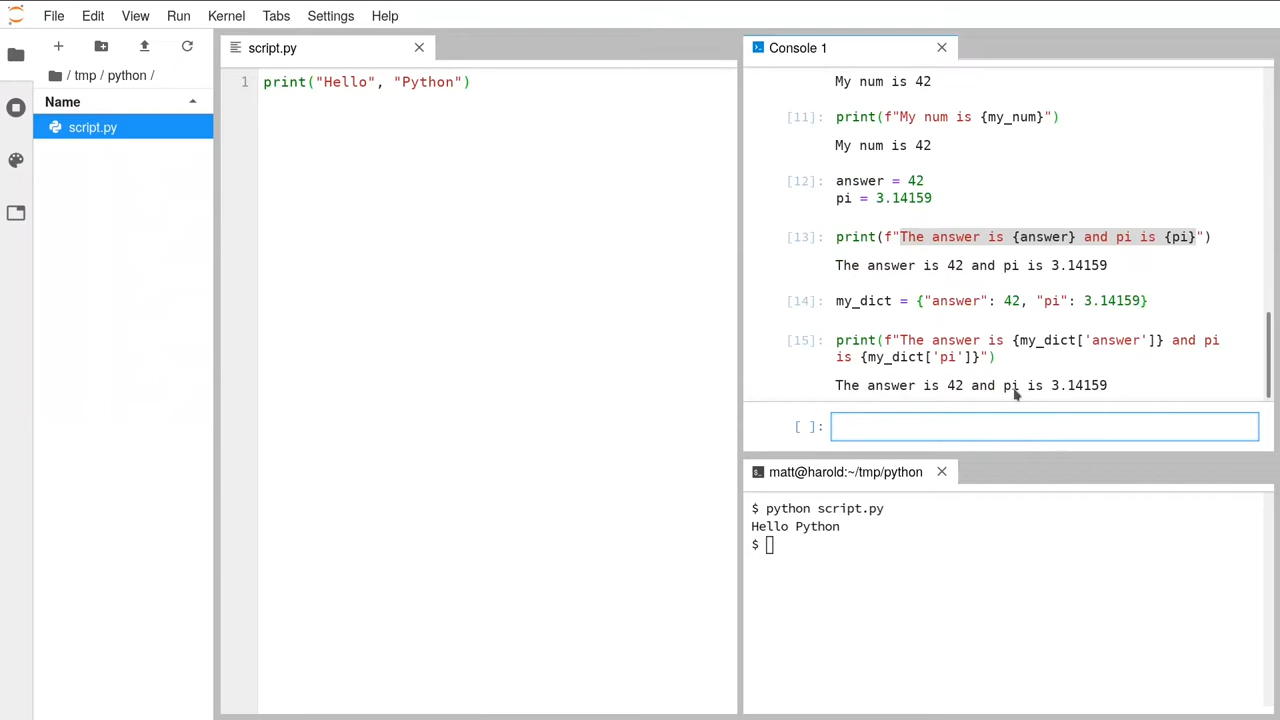 File Edit View Run Kernel Tabs Settings Help
/ tmp / python /
Name
script.py
script.py
1 print("Hello", "Python")
Console 1
My num is 42
[11]: print(f"My num is {my_num}")
My num is 42
[12]: answer = 42
pi = 3.14159
[13]: print(f"The answer is {answer} and pi is {pi}")
The answer is 42 and pi is 3.14159
[14]: my_dict = {"answer": 42, "pi": 3.14159}
[15]: print(f"The answer is {my_dict['answer']} and pi
is {my_dict['pi']}")
The answer is 42 and pi is 3.14159
[ ]:
matt@harold:~/tmp/python
$ python script.py
Hello Python
$